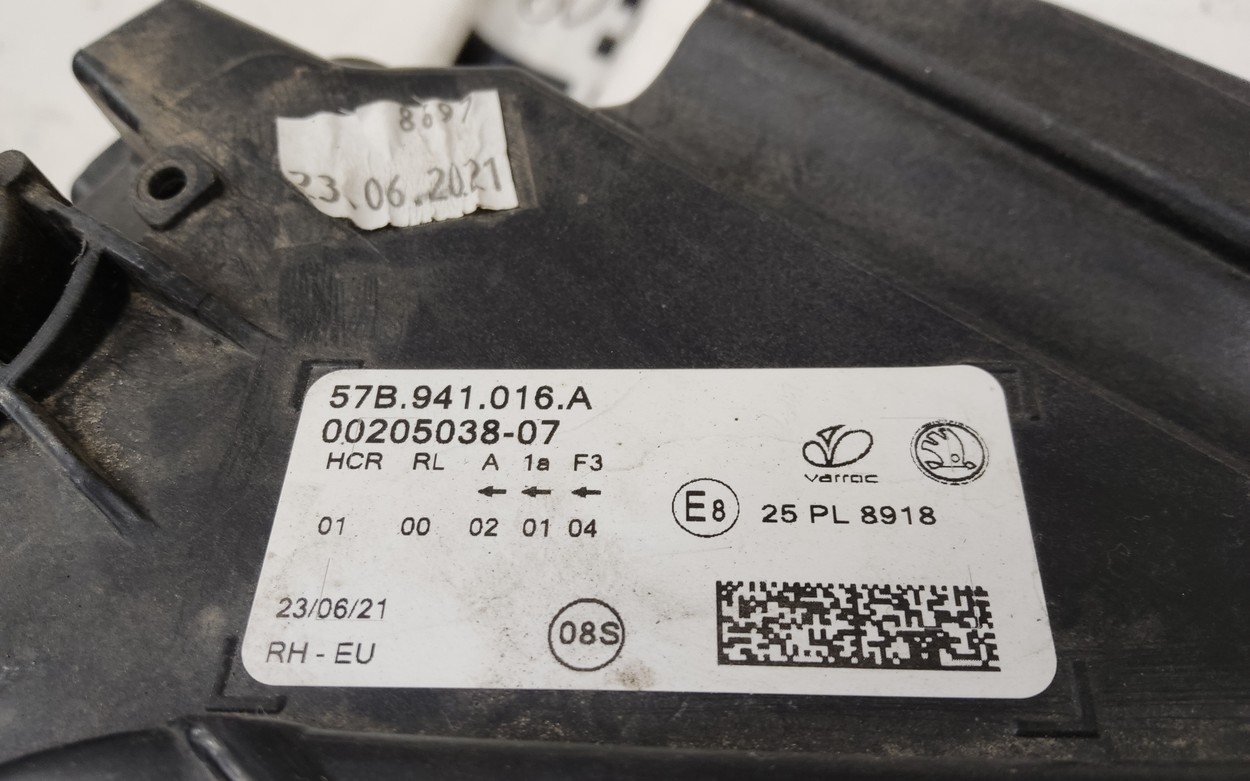 8697
23.06.2021
57B.941.016.A
00205038-07
HCR RL A 1a F3
← ← ←
01 00 02 01 04
varroc
E8 25 PL 8918
23/06/21
RH - EU
08S